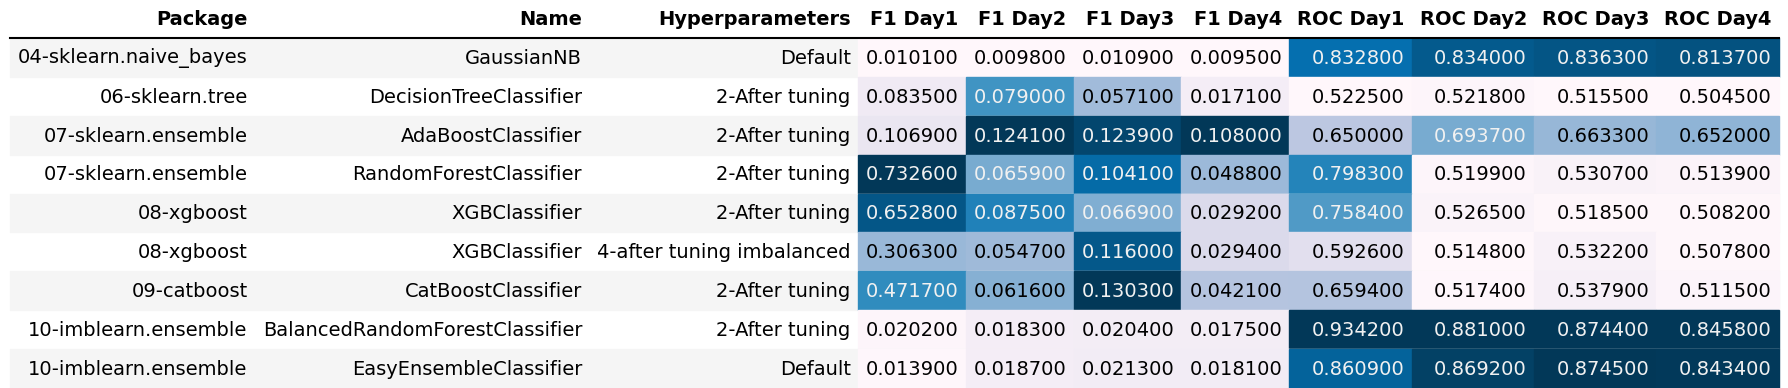 Package Name Hyperparameters F1 Day1 F1 Day2 F1 Day3 F1 Day4 ROC Day1 ROC Day2 ROC Day3 ROC Day4
04-sklearn.naive_bayes GaussianNB Default 0.010100 0.009800 0.010900 0.009500 0.832800 0.834000 0.836300 0.813700
06-sklearn.tree DecisionTreeClassifier 2-After tuning 0.083500 0.079000 0.057100 0.017100 0.522500 0.521800 0.515500 0.504500
07-sklearn.ensemble AdaBoostClassifier 2-After tuning 0.106900 0.124100 0.123900 0.108000 0.650000 0.693700 0.663300 0.652000
07-sklearn.ensemble RandomForestClassifier 2-After tuning 0.732600 0.065900 0.104100 0.048800 0.798300 0.519900 0.530700 0.513900
08-xgboost XGBClassifier 2-After tuning 0.652800 0.087500 0.066900 0.029200 0.758400 0.526500 0.518500 0.508200
08-xgboost XGBClassifier 4-after tuning imbalanced 0.306300 0.054700 0.116000 0.029400 0.592600 0.514800 0.532200 0.507800
09-catboost CatBoostClassifier 2-After tuning 0.471700 0.061600 0.130300 0.042100 0.659400 0.517400 0.537900 0.511500
10-imblearn.ensemble BalancedRandomForestClassifier 2-After tuning 0.020200 0.018300 0.020400 0.017500 0.934200 0.881000 0.874400 0.845800
10-imblearn.ensemble EasyEnsembleClassifier Default 0.013900 0.018700 0.021300 0.018100 0.860900 0.869200 0.874500 0.843400